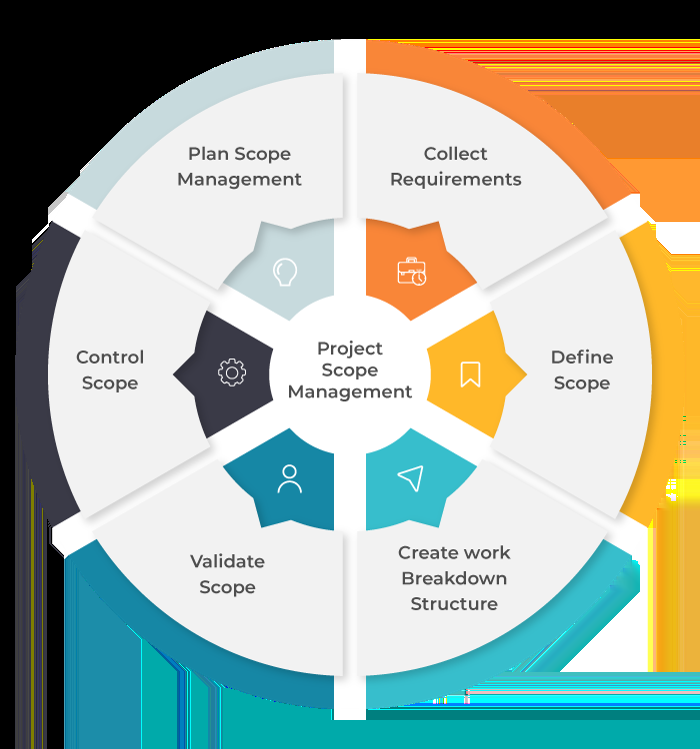 Plan Scope
Management
Collect
Requirements
Control
Scope
Project
Scope
Management
Define
Scope
Validate
Scope
Create work
Breakdown
Structure